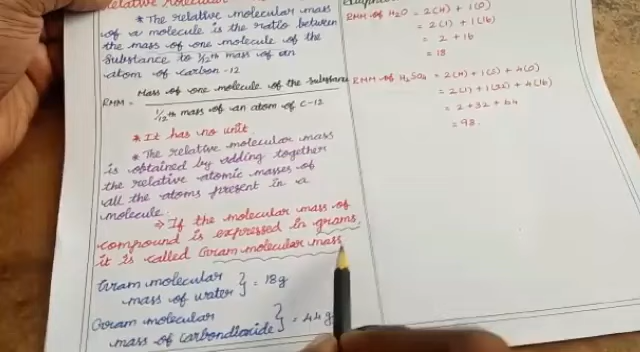 Relative Molecular
* The relative molecular mass
of a molecule is the ratio between
the mass of one molecule of the
substance to 1/12th mass of an
atom of carbon-12
RMM = Mass of one molecule of the substance
1/12th mass of an atom of C-12
* It has no unit.
* The relative molecular mass
is obtained by adding together
the relative atomic masses of
all the atoms present in a
molecule.
⇒ If the molecular mass of
compound is expressed in grams,
it is called Gram molecular mass
Gram molecular
mass of water } = 18g
Gram molecular
mass of carbondioxide } = 44g
RMM of H2O = 2(H) + 1(O)
= 2(1) + 1(16)
= 2 + 16
= 18
RMM of H2SO4 = 2(H) + 1(S) + 4(O)
= 2(1) + 1(32) + 4(16)
= 2 + 32 + 64
= 98.